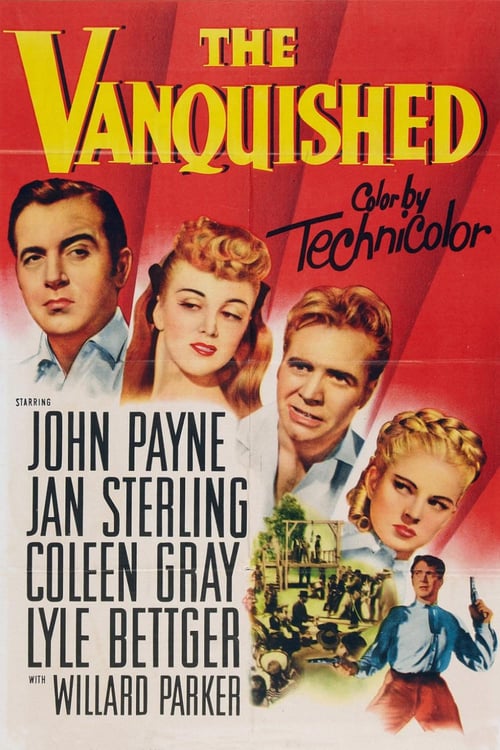 THE
VANQUISHED
Color by
Technicolor
STARRING
JOHN PAYNE
JAN STERLING
COLEEN GRAY
LYLE BETTGER
WITH WILLARD PARKER